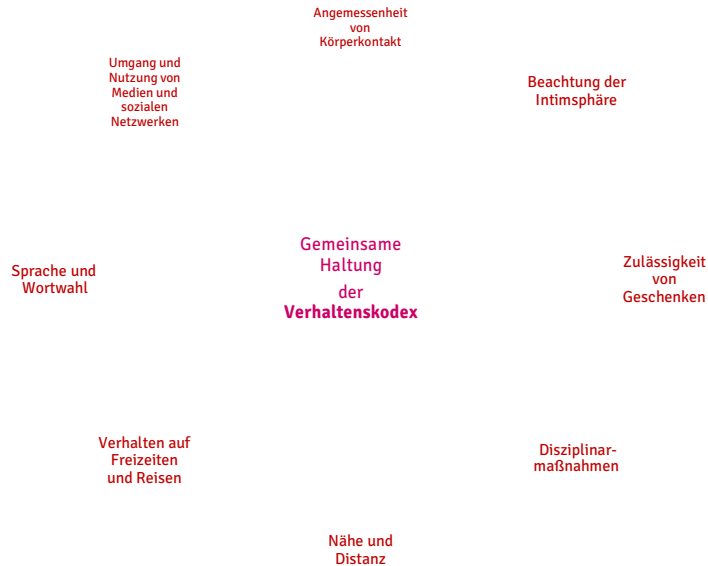 Angemessenheit
von
Körperkontakt
Umgang und
Nutzung von
Medien und
sozialen
Netzwerken
Beachtung der
Intimsphäre
Gemeinsame
Haltung
der
Verhaltenskodex
Sprache und
Wortwahl
Zulässigkeit
von
Geschenken
Verhalten auf
Freizeiten
und Reisen
Disziplinar-
maßnahmen
Nähe und
Distanz